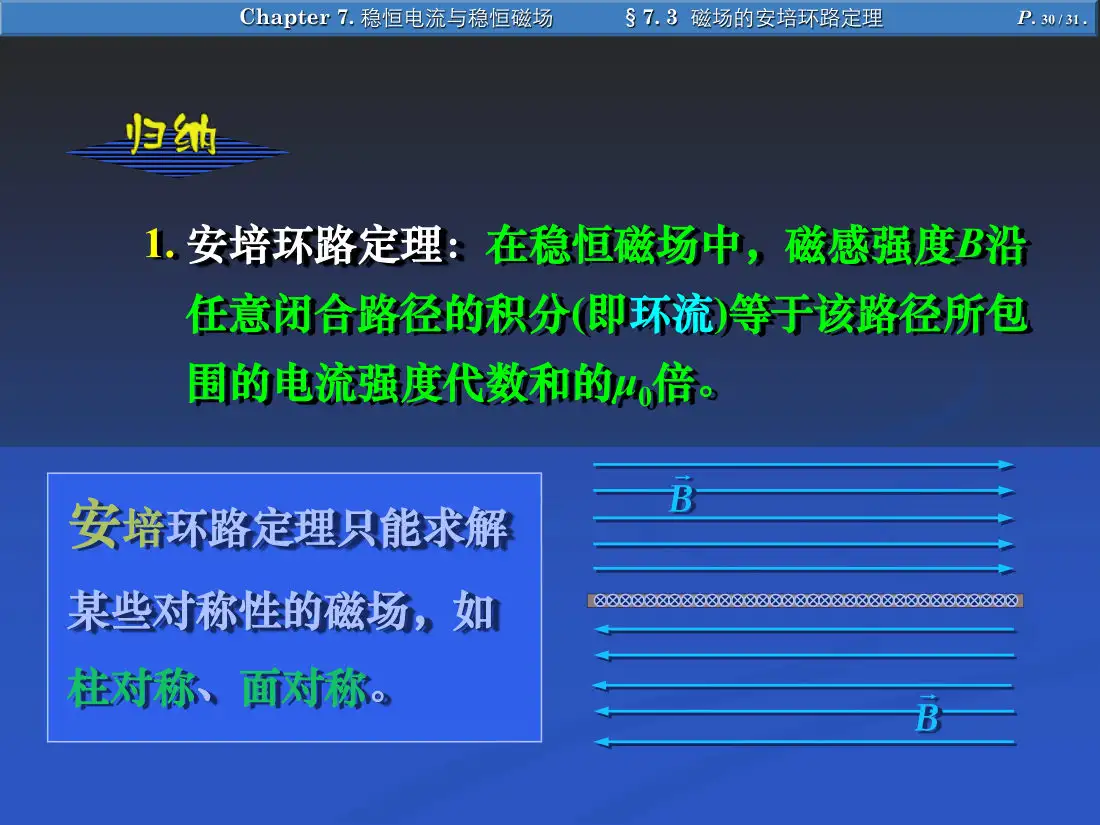 Chapter 7. 稳恒电流与稳恒磁场 § 7. 3 磁场的安培环路定理 P. 30 / 31 .
归纳
1. 安培环路定理：在稳恒磁场中，磁感强度B沿
任意闭合路径的积分(即环流)等于该路径所包
围的电流强度代数和的μ₀倍。
安培环路定理只能求解
某些对称性的磁场，如
柱对称、面对称。
B⃗
B⃗